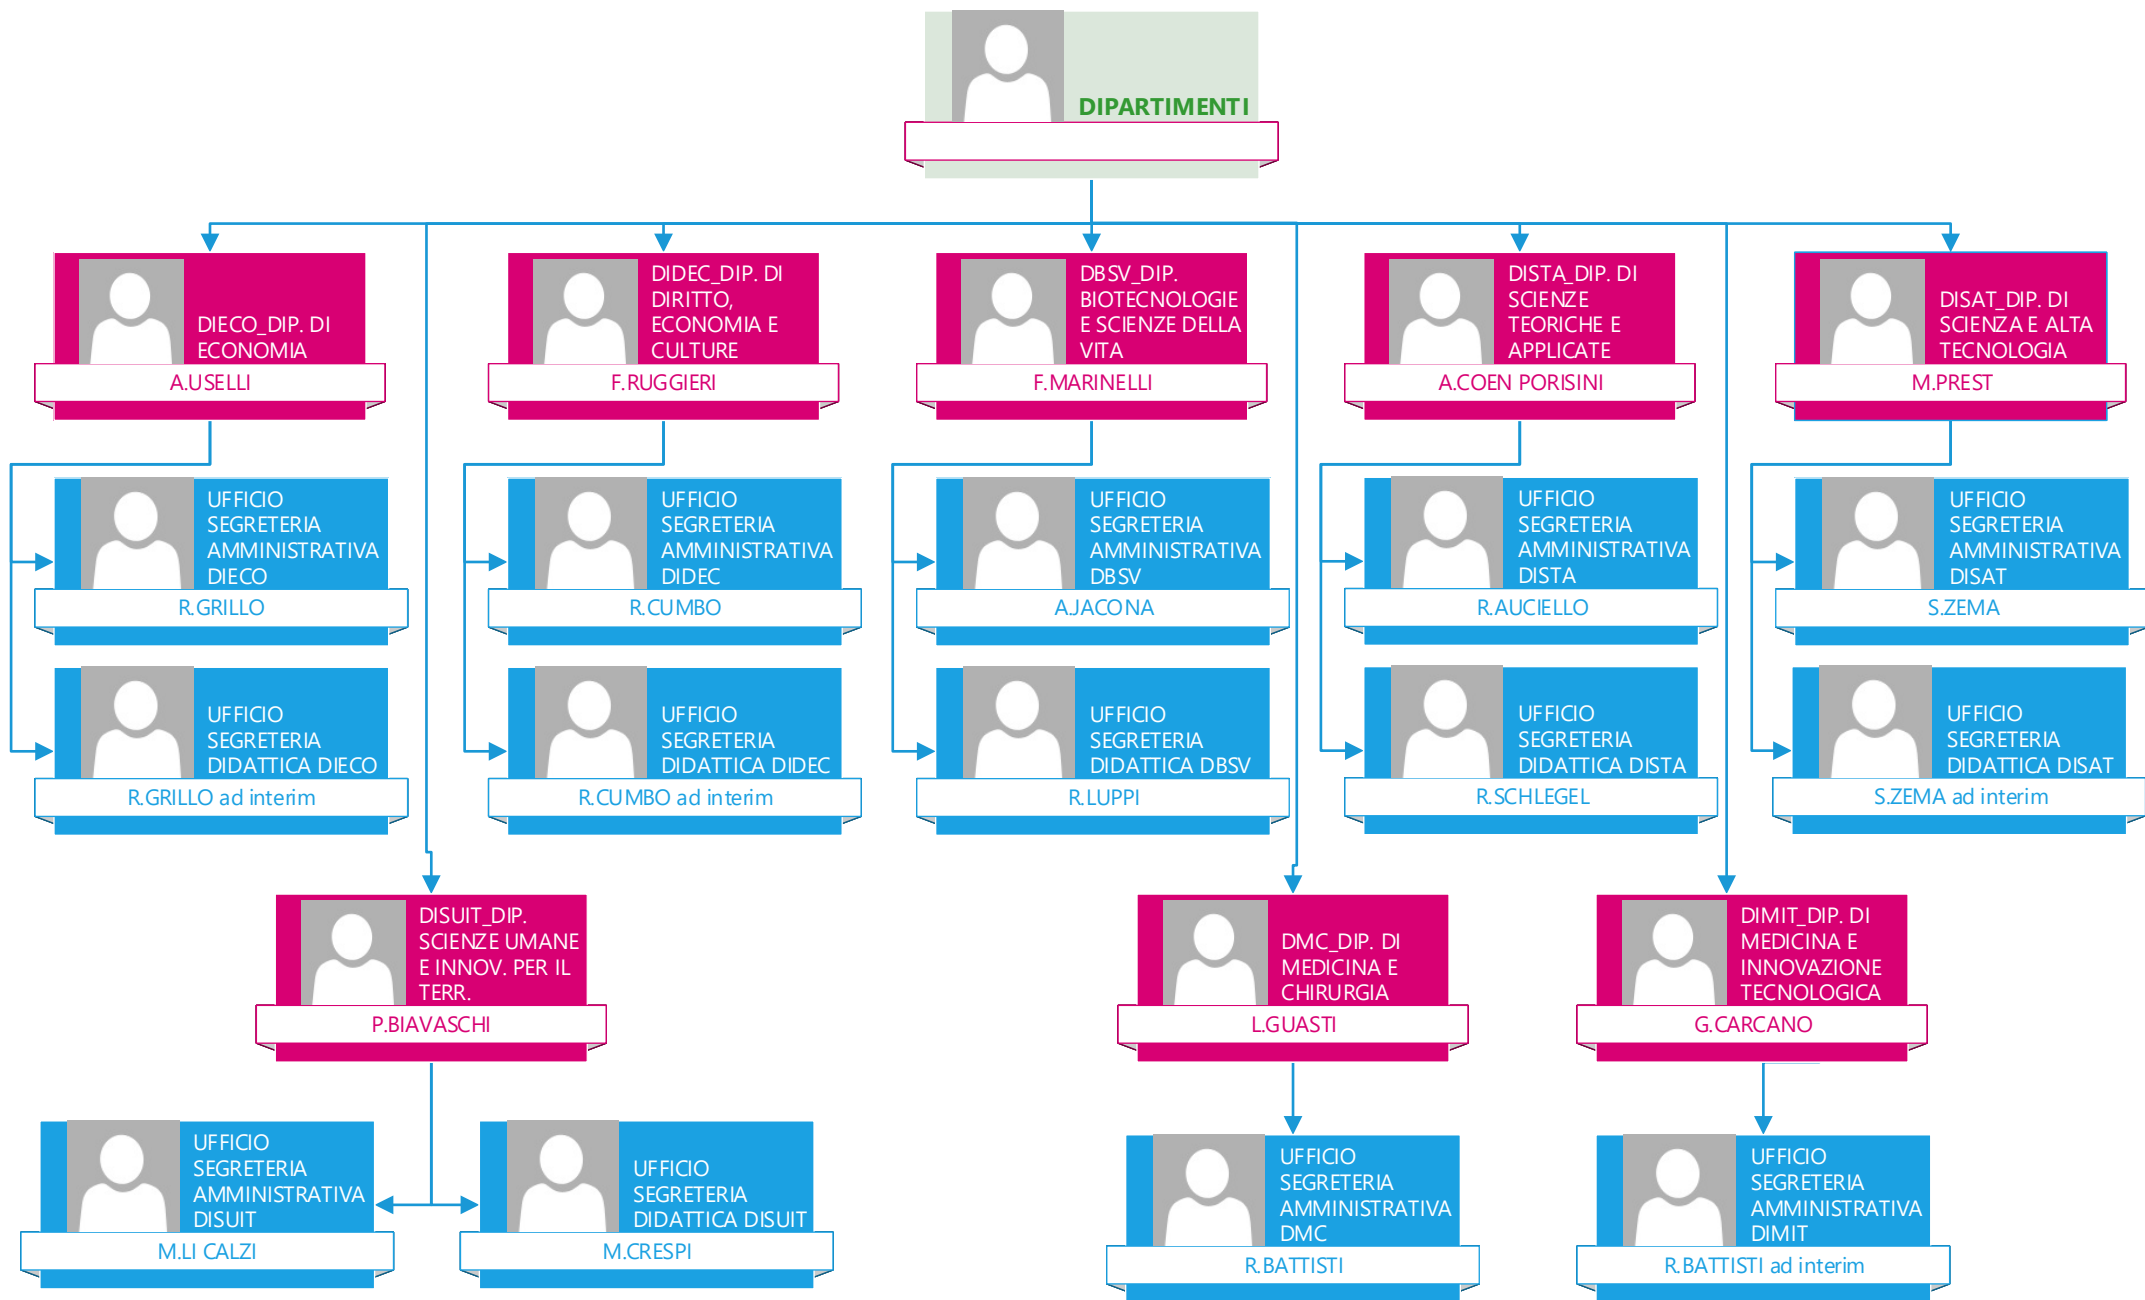 DIPARTIMENTI
DIECO_DIP. DI
ECONOMIA
A.USELLI
DIDEC_DIP. DI
DIRITTO,
ECONOMIA E
CULTURE
F.RUGGIERI
DBSV_DIP.
BIOTECNOLOGIE
E SCIENZE DELLA
VITA
F.MARINELLI
DISTA_DIP. DI
SCIENZE
TEORICHE E
APPLICATE
A.COEN PORISINI
DISAT_DIP. DI
SCIENZA E ALTA
TECNOLOGIA
M.PREST
UFFICIO
SEGRETERIA
AMMINISTRATIVA
DIECO
R.GRILLO
UFFICIO
SEGRETERIA
AMMINISTRATIVA
DIDEC
R.CUMBO
UFFICIO
SEGRETERIA
AMMINISTRATIVA
DBSV
A.JACONA
UFFICIO
SEGRETERIA
AMMINISTRATIVA
DISTA
R.AUCIELLO
UFFICIO
SEGRETERIA
AMMINISTRATIVA
DISAT
S.ZEMA
UFFICIO
SEGRETERIA
DIDATTICA DIECO
R.GRILLO ad interim
UFFICIO
SEGRETERIA
DIDATTICA DIDEC
R.CUMBO ad interim
UFFICIO
SEGRETERIA
DIDATTICA DBSV
R.LUPPI
UFFICIO
SEGRETERIA
DIDATTICA DISTA
R.SCHLEGEL
UFFICIO
SEGRETERIA
DIDATTICA DISAT
S.ZEMA ad interim
DISUIT_DIP.
SCIENZE UMANE
E INNOV. PER IL
TERR.
P.BIAVASCHI
DMC_DIP. DI
MEDICINA E
CHIRURGIA
L.GUASTI
DIMIT_DIP. DI
MEDICINA E
INNOVAZIONE
TECNOLOGICA
G.CARCANO
UFFICIO
SEGRETERIA
AMMINISTRATIVA
DISUIT
M.LI CALZI
UFFICIO
SEGRETERIA
DIDATTICA DISUIT
M.CRESPI
UFFICIO
SEGRETERIA
AMMINISTRATIVA
DMC
R.BATTISTI
UFFICIO
SEGRETERIA
AMMINISTRATIVA
DIMIT
R.BATTISTI ad interim